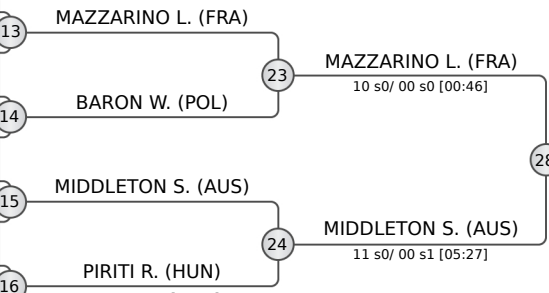 MAZZARINO L. (FRA)
13
23
MAZZARINO L. (FRA)
10 s0/ 00 s0 [00:46]
BARON W. (POL)
14
28
MIDDLETON S. (AUS)
15
24
MIDDLETON S. (AUS)
11 s0/ 00 s1 [05:27]
PIRITI R. (HUN)
16